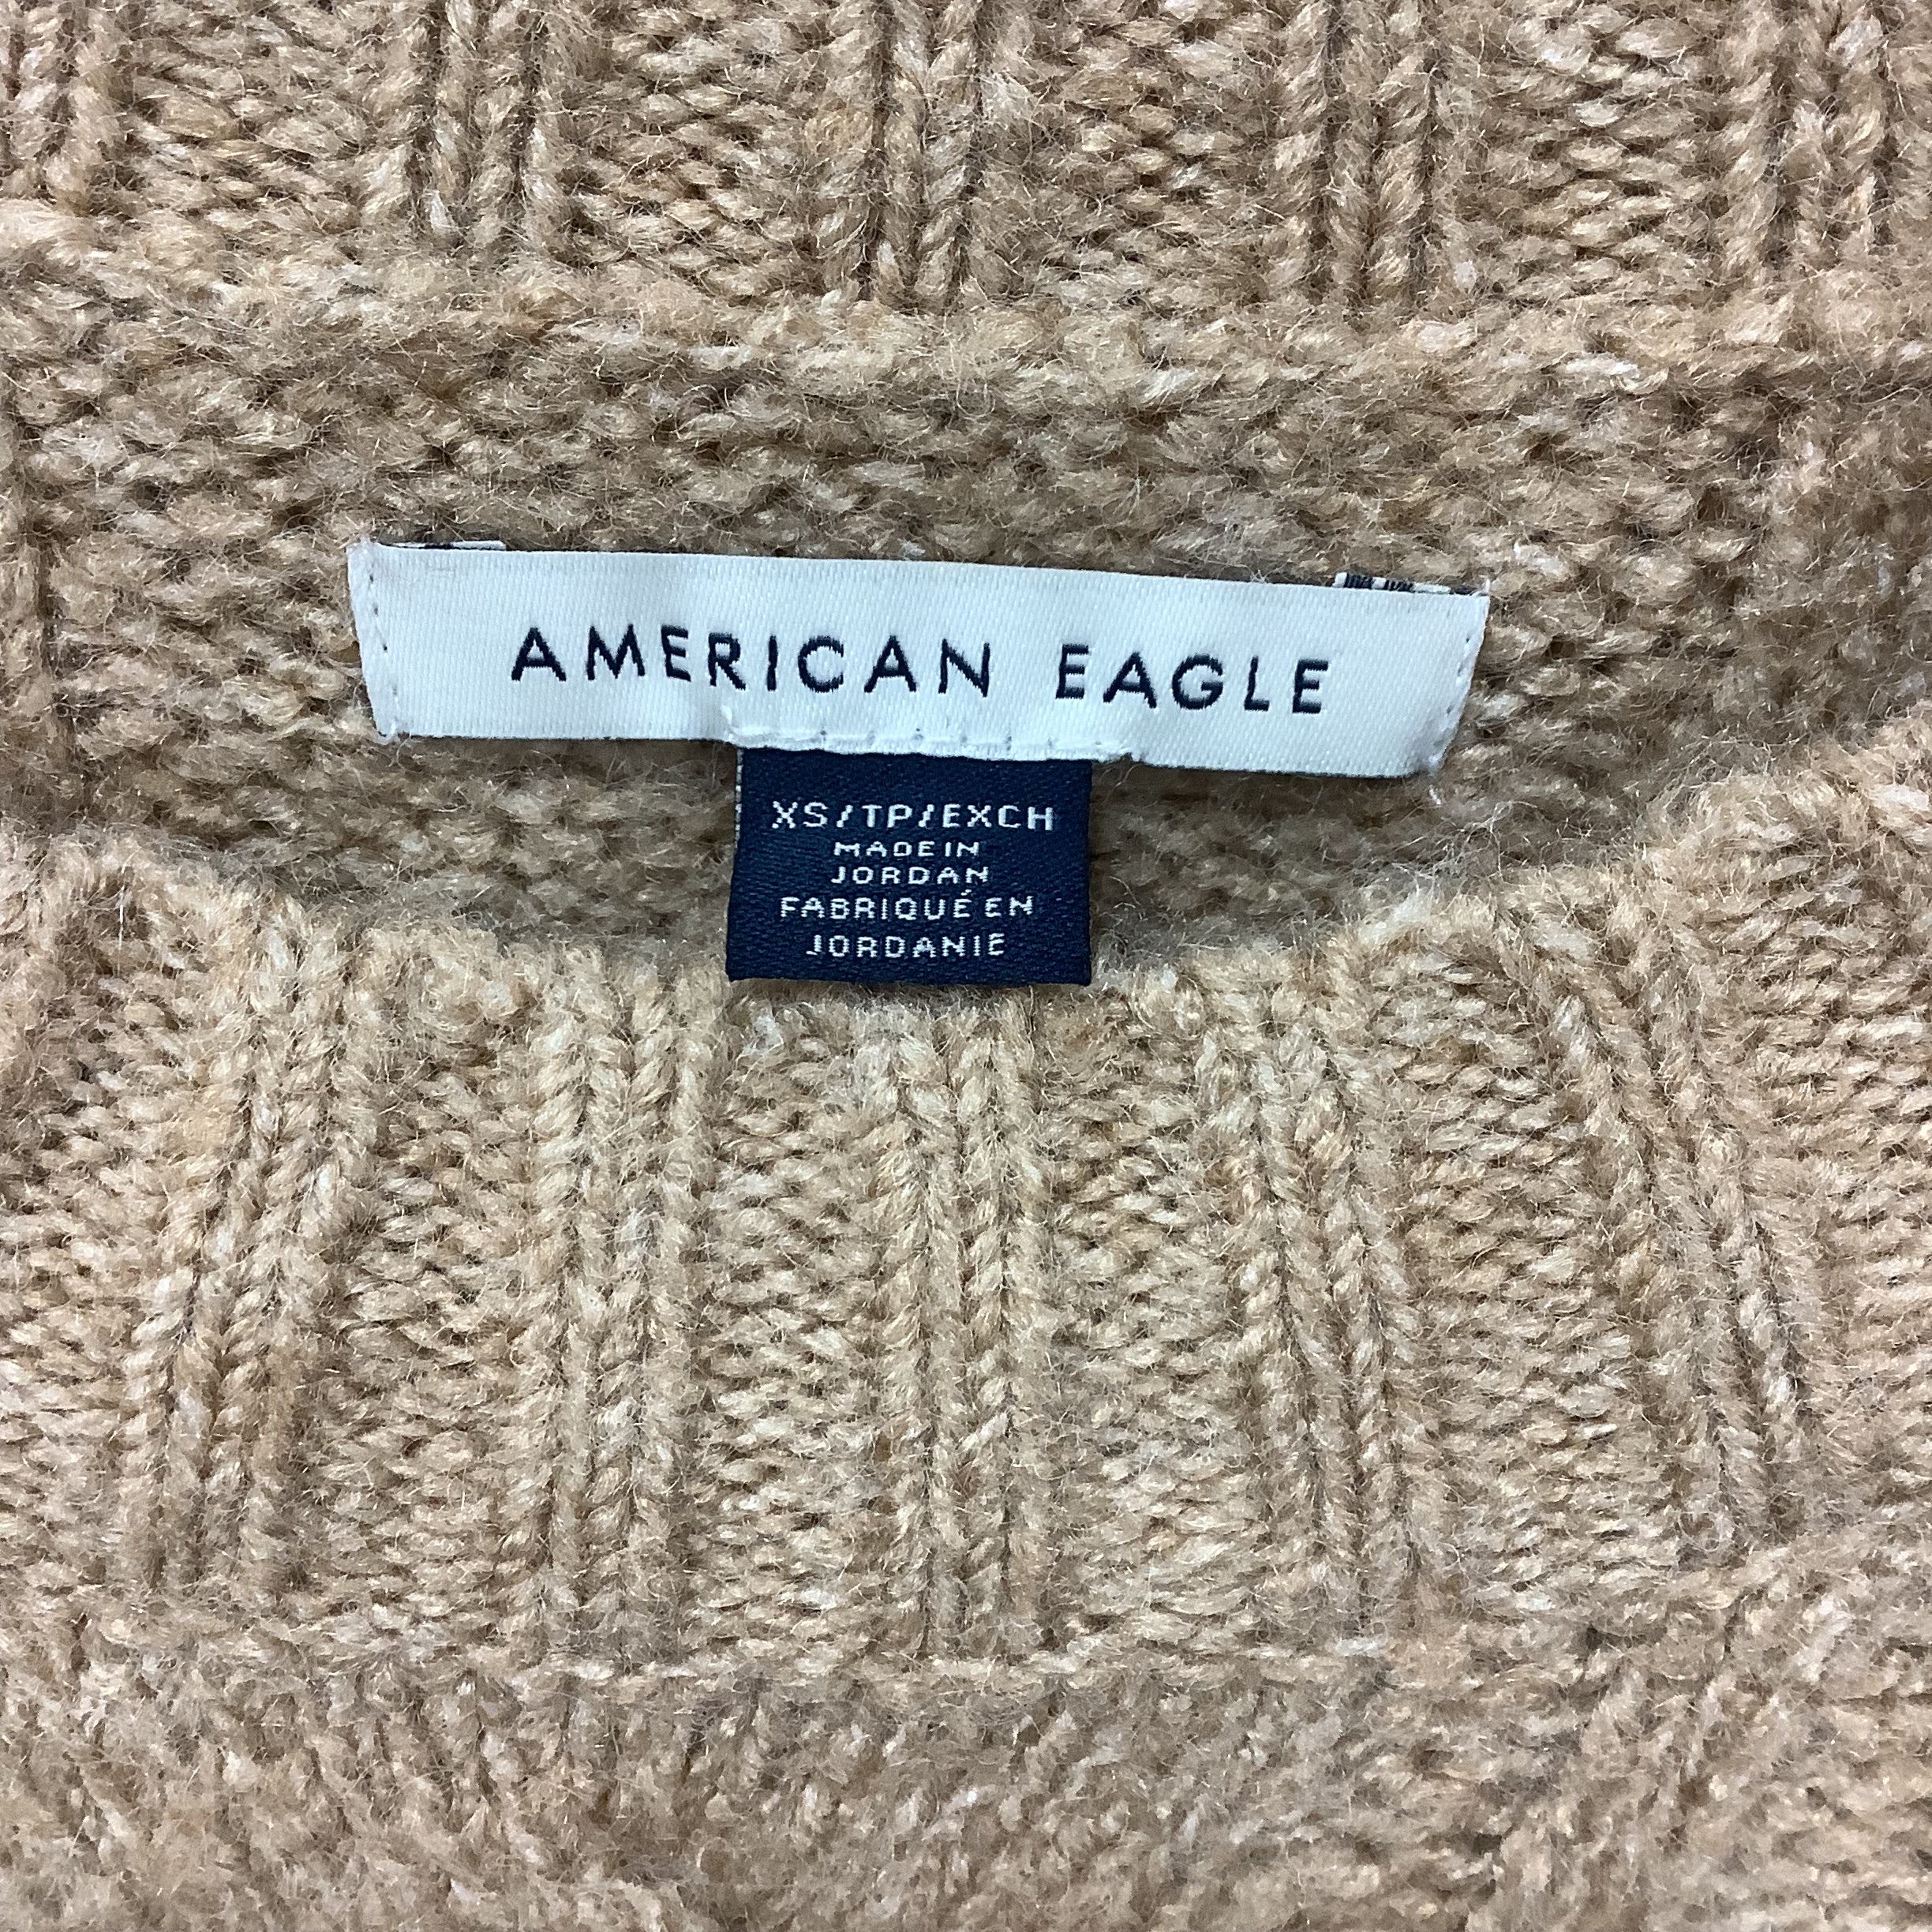 AMERICAN EAGLE
XS/TP/EXCH
MADE IN
JORDAN
FABRIQUÉ EN
JORDANIE